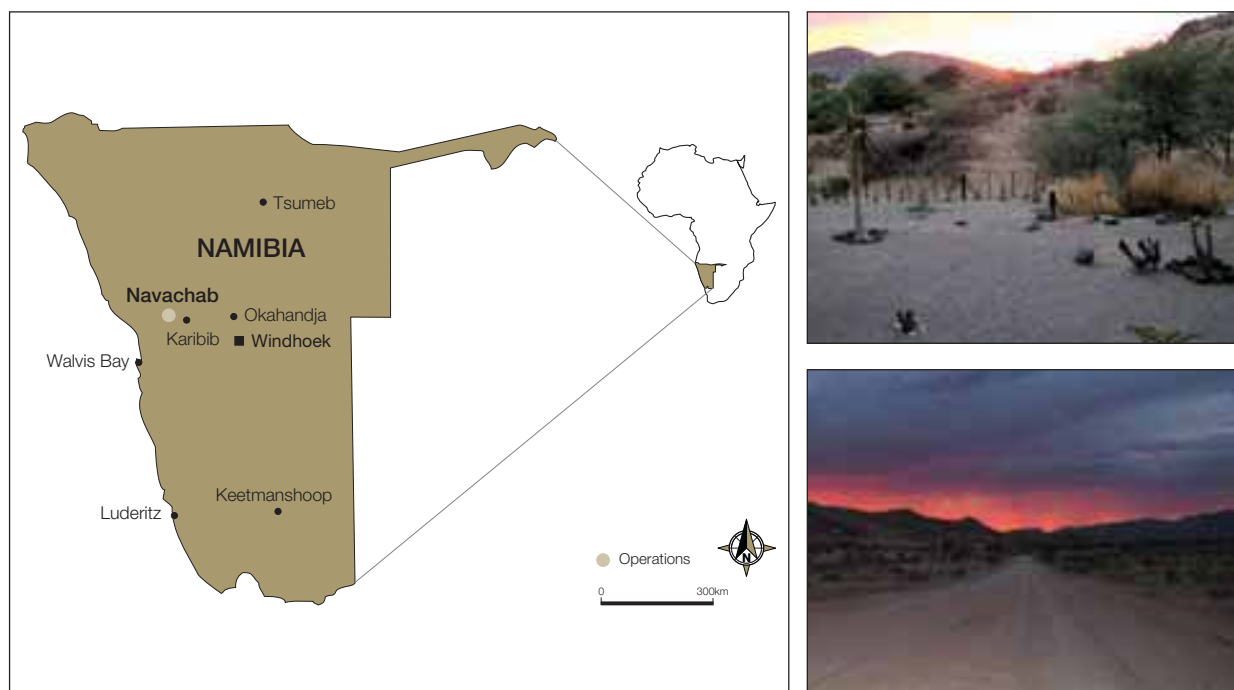 Tsumeb
NAMIBIA
Navachab
Okahandja
Karibib
Windhoek
Walvis Bay
Keetmanshoop
Luderitz
N
Operations
0 300km